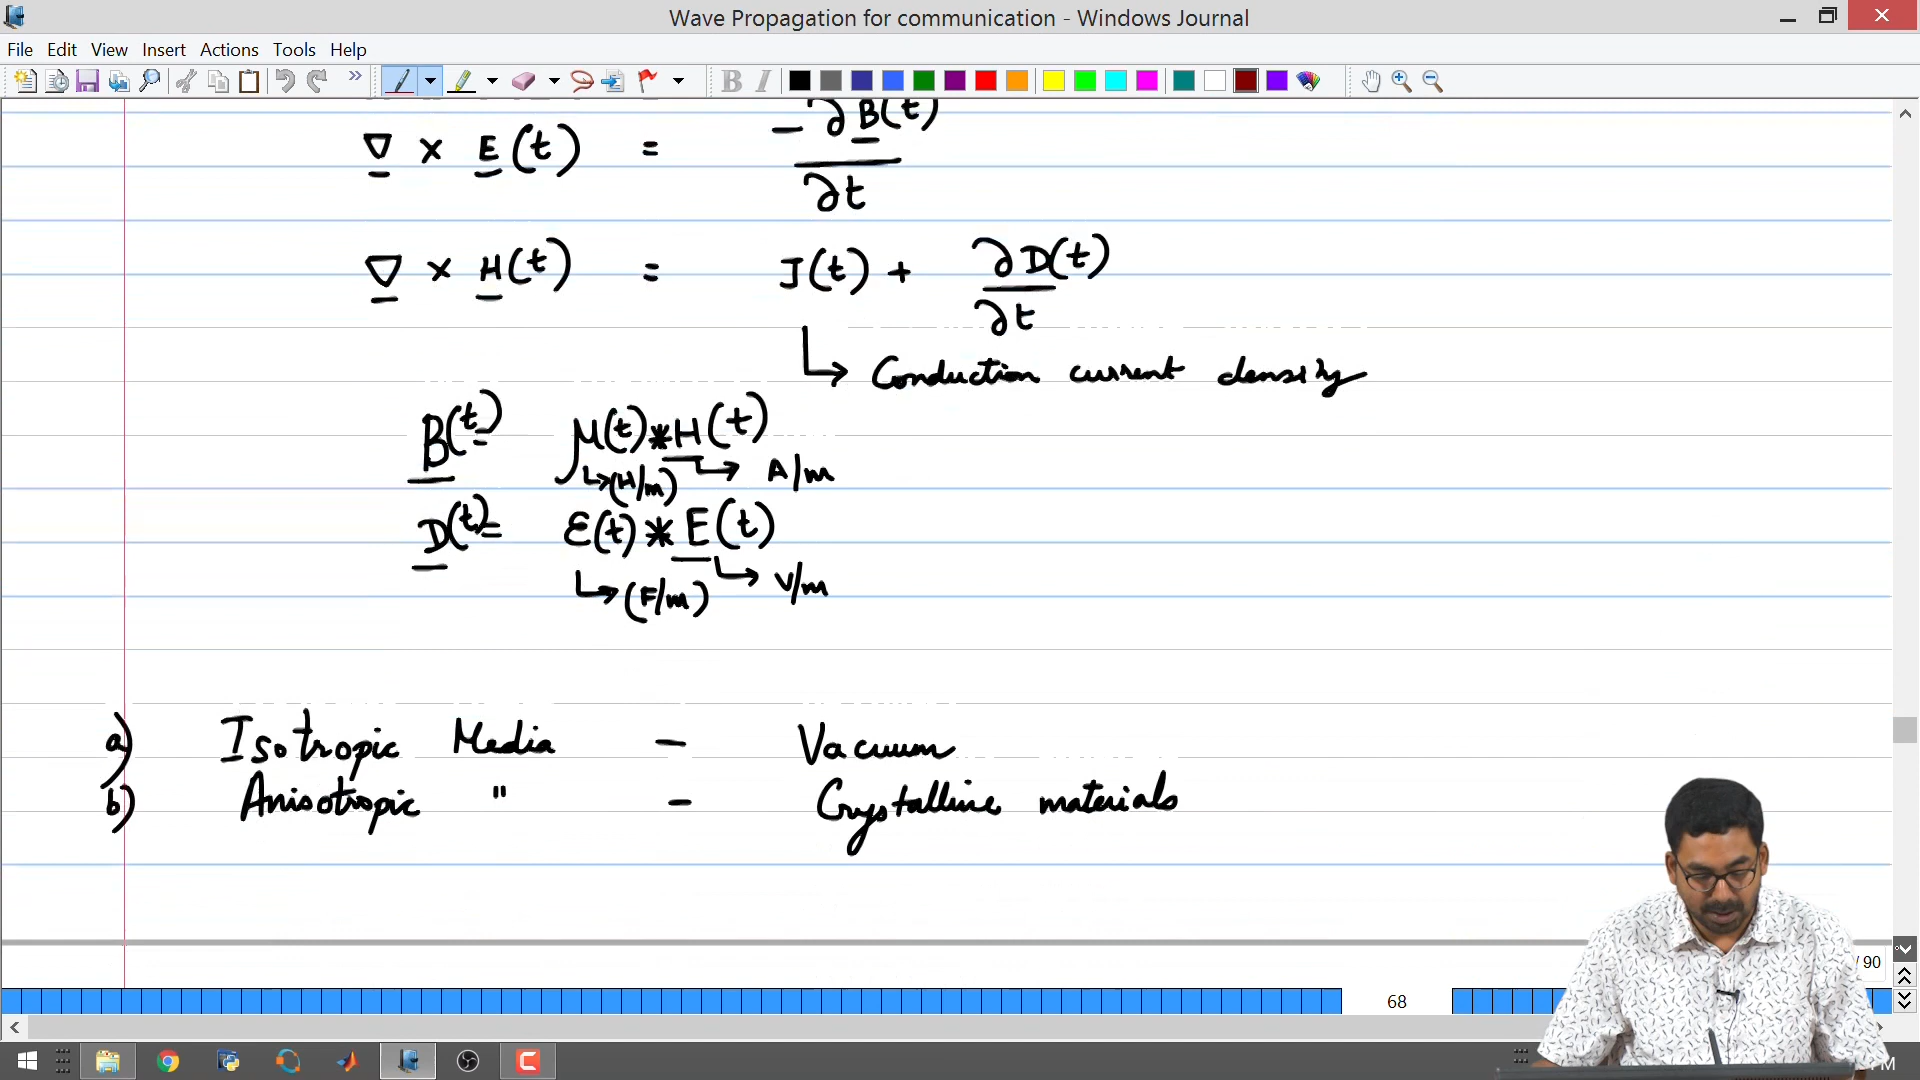 Wave Propagation for communication - Windows Journal
File Edit View Insert Actions Tools Help
∇ × E(t) = -∂B(t)/∂t
∇ × H(t) = J(t) + ∂D(t)/∂t
↳ Conduction current density
B(t) = μ(t) * H(t)
↳ (H/m) ↳ A/m
D(t) = ε(t) * E(t)
↳ (F/m) ↳ V/m
a) Isotropic Media - Vacuum
b) Anisotropic " - Crystalline materials
/ 90
68
PM